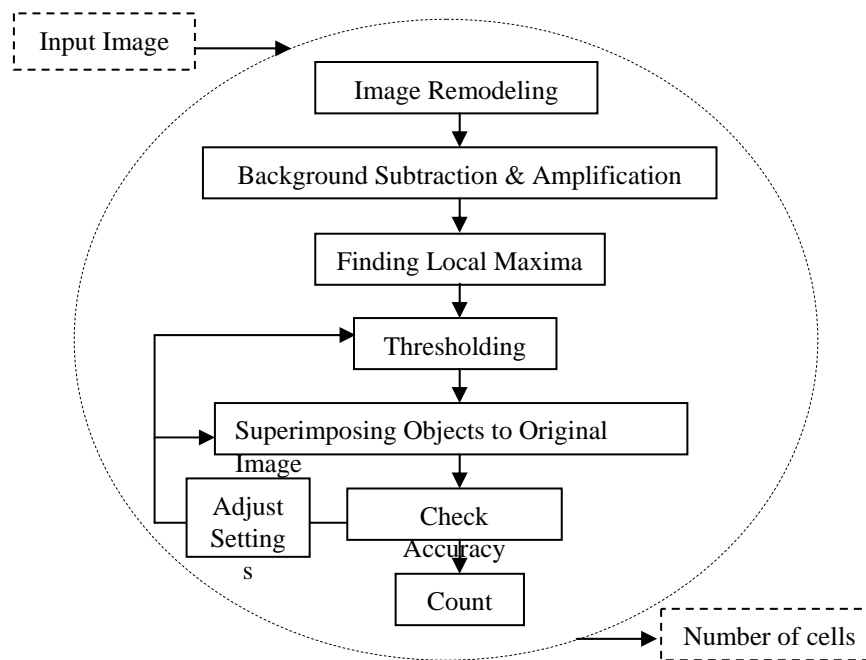 Input Image
Image Remodeling
Background Subtraction & Amplification
Finding Local Maxima
Thresholding
Superimposing Objects to Original
Image
Adjust
Setting
s
Check
Accuracy
Count
Number of cells